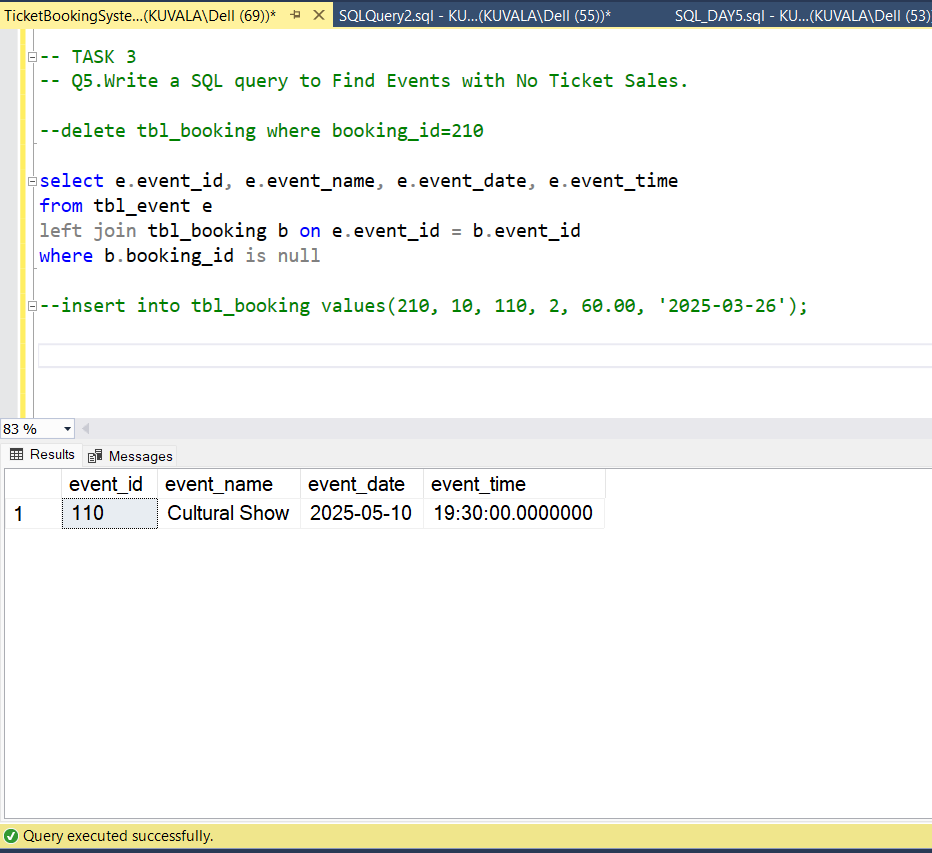 TicketBookingSyste...(KUVALA\Dell (69))* SQLQuery2.sql - KU...(KUVALA\Dell (55))* SQL_DAY5.sql - KU...(KUVALA\Dell (53)
-- TASK 3
-- Q5.Write a SQL query to Find Events with No Ticket Sales.
--delete tbl_booking where booking_id=210
select e.event_id, e.event_name, e.event_date, e.event_time
from tbl_event e
left join tbl_booking b on e.event_id = b.event_id
where b.booking_id is null
--insert into tbl_booking values(210, 10, 110, 2, 60.00, '2025-03-26');
83 %
Results Messages
event_id event_name event_date event_time
1 110 Cultural Show 2025-05-10 19:30:00.0000000
Query executed successfully.